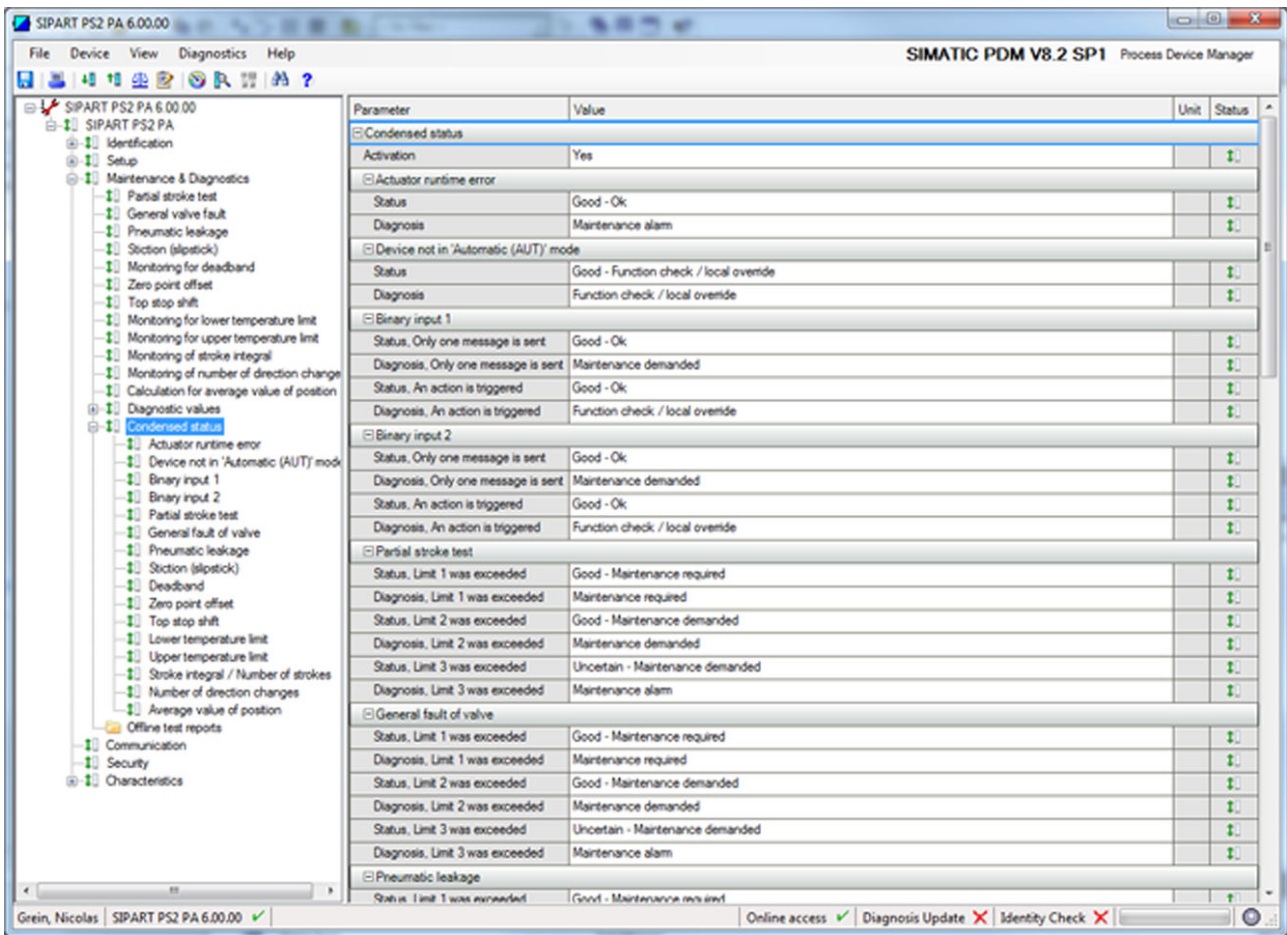 SIPART PS2 PA 6.00.00
File Device View Diagnostics Help
SIMATIC PDM V8.2 SP1 Process Device Manager
SIPART PS2 PA 6.00.00
SIPART PS2 PA
Identification
Setup
Maintenance & Diagnostics
Partial stroke test
General valve fault
Pneumatic leakage
Stiction (slipstick)
Monitoring for deadband
Zero point offset
Top stop shift
Monitoring for lower temperature limit
Monitoring for upper temperature limit
Monitoring of stroke integral
Monitoring of number of direction change
Calculation for average value of position
Diagnostic values
Condensed status
Actuator runtime error
Device not in 'Automatic (AUT)' mode
Binary input 1
Binary input 2
Partial stroke test
General fault of valve
Pneumatic leakage
Stiction (slipstick)
Deadband
Zero point offset
Top stop shift
Lower temperature limit
Upper temperature limit
Stroke integral / Number of strokes
Number of direction changes
Average value of position
Offline test reports
Communication
Security
Characteristics
Parameter Value Unit Status
Condensed status
Activation Yes
Actuator runtime error
Status Good - Ok
Diagnosis Maintenance alarm
Device not in 'Automatic (AUT)' mode
Status Good - Function check / local override
Diagnosis Function check / local override
Binary input 1
Status, Only one message is sent Good - Ok
Diagnosis, Only one message is sent Maintenance demanded
Status, An action is triggered Good - Ok
Diagnosis, An action is triggered Function check / local override
Binary input 2
Status, Only one message is sent Good - Ok
Diagnosis, Only one message is sent Maintenance demanded
Status, An action is triggered Good - Ok
Diagnosis, An action is triggered Function check / local override
Partial stroke test
Status, Limit 1 was exceeded Good - Maintenance required
Diagnosis, Limit 1 was exceeded Maintenance required
Status, Limit 2 was exceeded Good - Maintenance demanded
Diagnosis, Limit 2 was exceeded Maintenance demanded
Status, Limit 3 was exceeded Uncertain - Maintenance demanded
Diagnosis, Limit 3 was exceeded Maintenance alarm
General fault of valve
Status, Limit 1 was exceeded Good - Maintenance required
Diagnosis, Limit 1 was exceeded Maintenance required
Status, Limit 2 was exceeded Good - Maintenance demanded
Diagnosis, Limit 2 was exceeded Maintenance demanded
Status, Limit 3 was exceeded Uncertain - Maintenance demanded
Diagnosis, Limit 3 was exceeded Maintenance alarm
Pneumatic leakage
Status, Limit 1 was exceeded Good - Maintenance required
Grein, Nicolas SIPART PS2 PA 6.00.00 Online access Diagnosis Update Identity Check